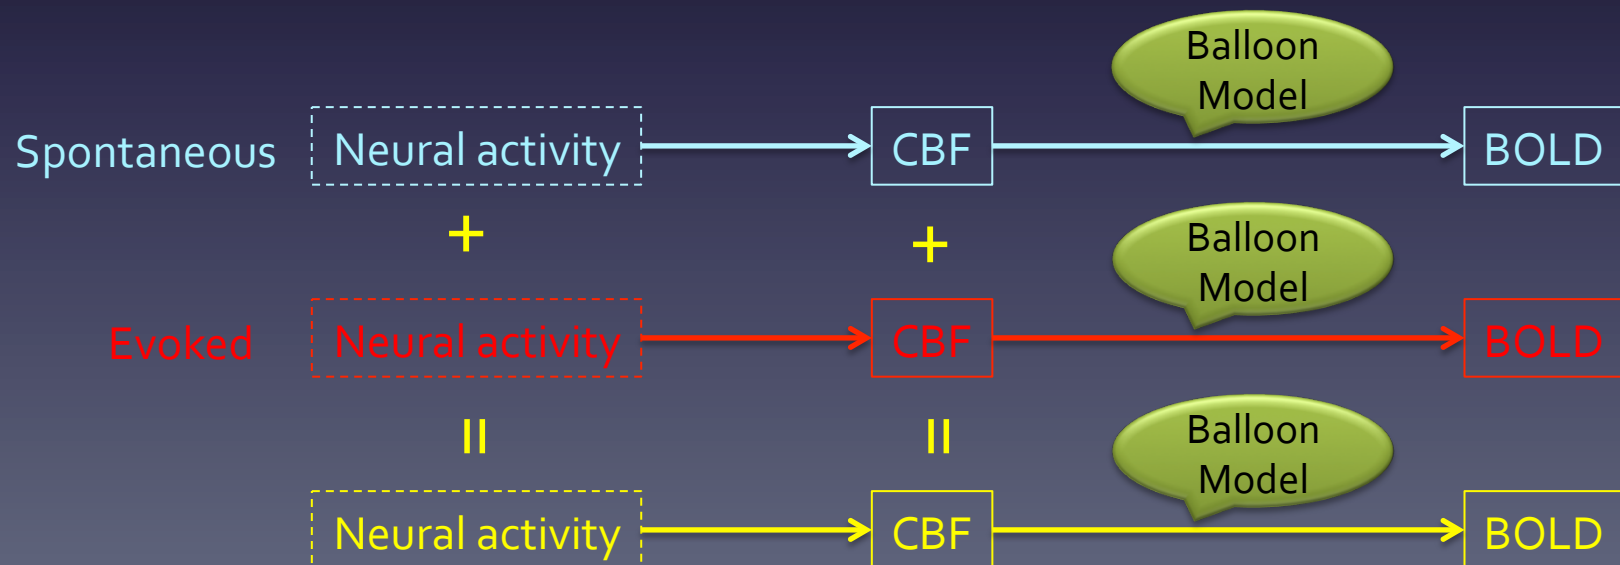 Balloon
Model
Spontaneous Neural activity CBF BOLD
+ +
Balloon
Model
Evoked Neural activity CBF BOLD
= =
Balloon
Model
Neural activity CBF BOLD